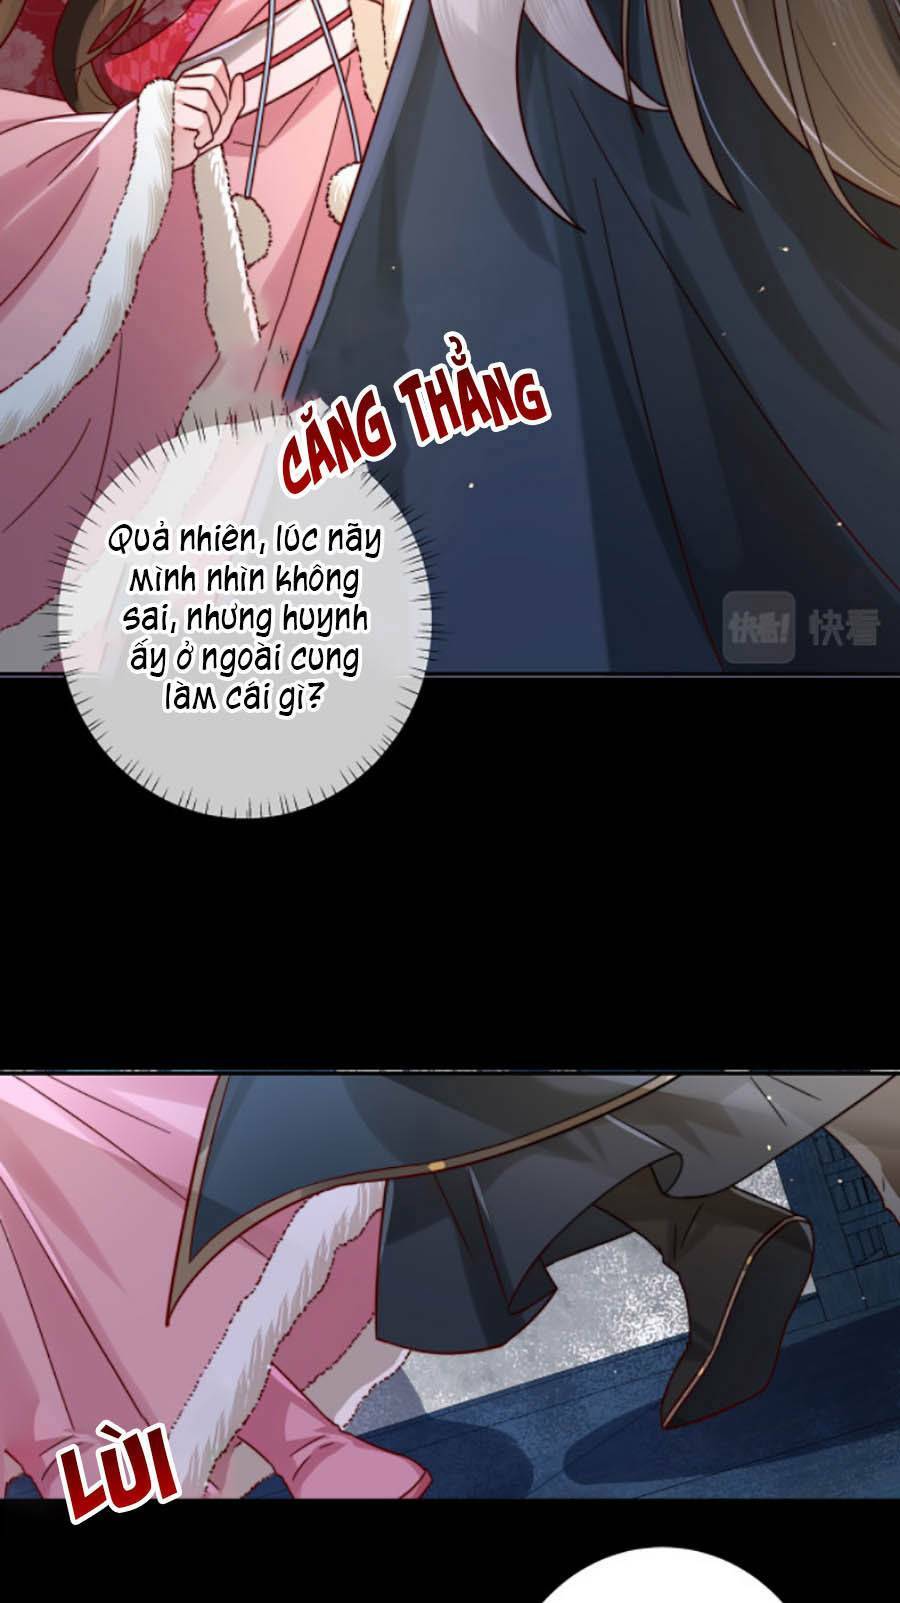 CĂNG THẲNG
Quả nhiên, lúc nãy
mình nhìn không
sai, nhưng huynh
ấy ở ngoài cung
làm cái gì?
快看! 快看
LÙI